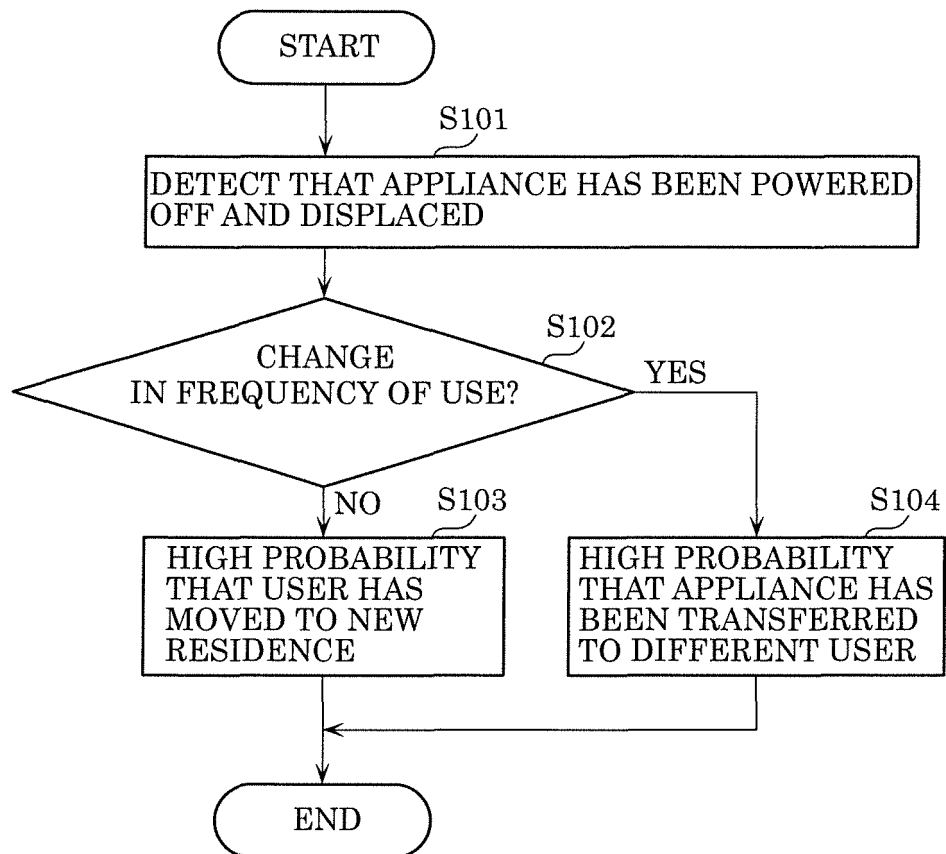 START
S101
DETECT THAT APPLIANCE HAS BEEN POWERED
OFF AND DISPLACED
S102
CHANGE
IN FREQUENCY OF USE?
YES
NO
S103
HIGH PROBABILITY
THAT USER HAS
MOVED TO NEW
RESIDENCE
S104
HIGH PROBABILITY
THAT APPLIANCE HAS
BEEN TRANSFERRED
TO DIFFERENT USER
END